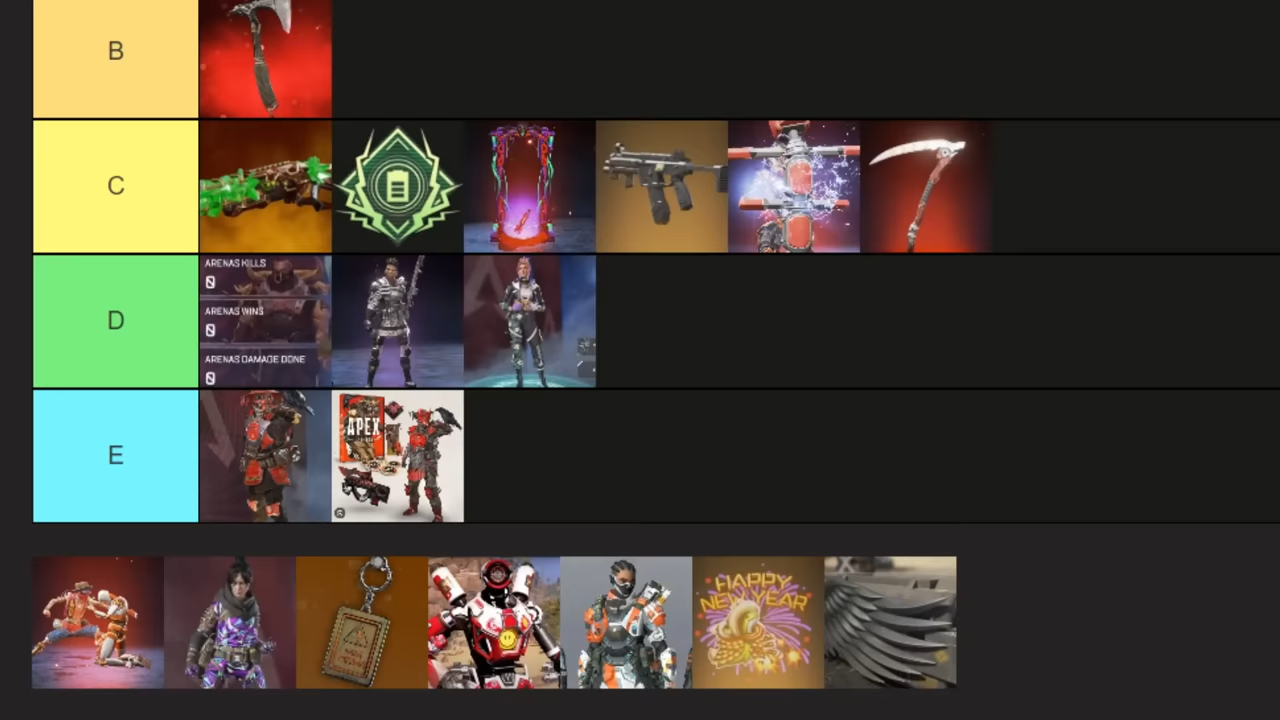 B
C
D
ARENAS KILLS
0
ARENAS WINS
0
ARENAS DAMAGE DONE
0
E
APEX
HAPPY
NEW YEAR